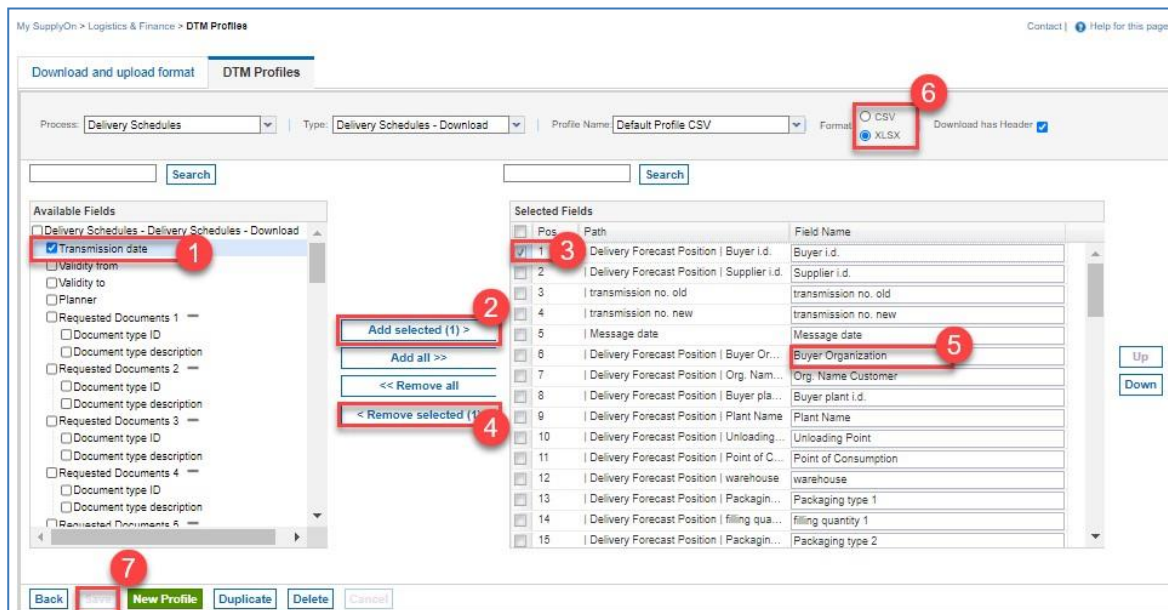 My SupplyOn > Logistics & Finance > DTM Profiles
Contact | Help for this page
Download and upload format
DTM Profiles
6
Process: Delivery Schedules | Type: Delivery Schedules - Download | Profile Name: Default Profile CSV Format CSV XLSX Download has Header
Search
Search
Available Fields
Delivery Schedules - Delivery Schedules - Download
Transmission date
1
Validity from
Validity to
Planner
Requested Documents 1
Document type ID
Document type description
Requested Documents 2
Document type ID
Document type description
Requested Documents 3
Document type ID
Document type description
Requested Documents 4
Document type ID
Document type description
Requested Documents 5
2
Add selected (1) >
Add all >>
<< Remove all
< Remove selected (1)
4
Selected Fields
Pos. Path Field Name
1 3 | Delivery Forecast Position | Buyer i.d. Buyer i.d.
2 | Delivery Forecast Position | Supplier i.d. Supplier i.d.
3 | transmission no. old transmission no. old
4 | transmission no. new transmission no. new
5 | Message date Message date
6 | Delivery Forecast Position | Buyer Or... Buyer Organization 5
7 | Delivery Forecast Position | Org. Nam... Org. Name Customer
8 | Delivery Forecast Position | Buyer pla... Buyer plant i.d.
9 | Delivery Forecast Position | Plant Name Plant Name
10 | Delivery Forecast Position | Unloading... Unloading Point
11 | Delivery Forecast Position | Point of C... Point of Consumption
12 | Delivery Forecast Position | warehouse warehouse
13 | Delivery Forecast Position | Packagin... Packaging type 1
14 | Delivery Forecast Position | filling qua... filling quantity 1
15 | Delivery Forecast Position | Packagin... Packaging type 2
Up
Down
7
Back Save New Profile Duplicate Delete Cancel